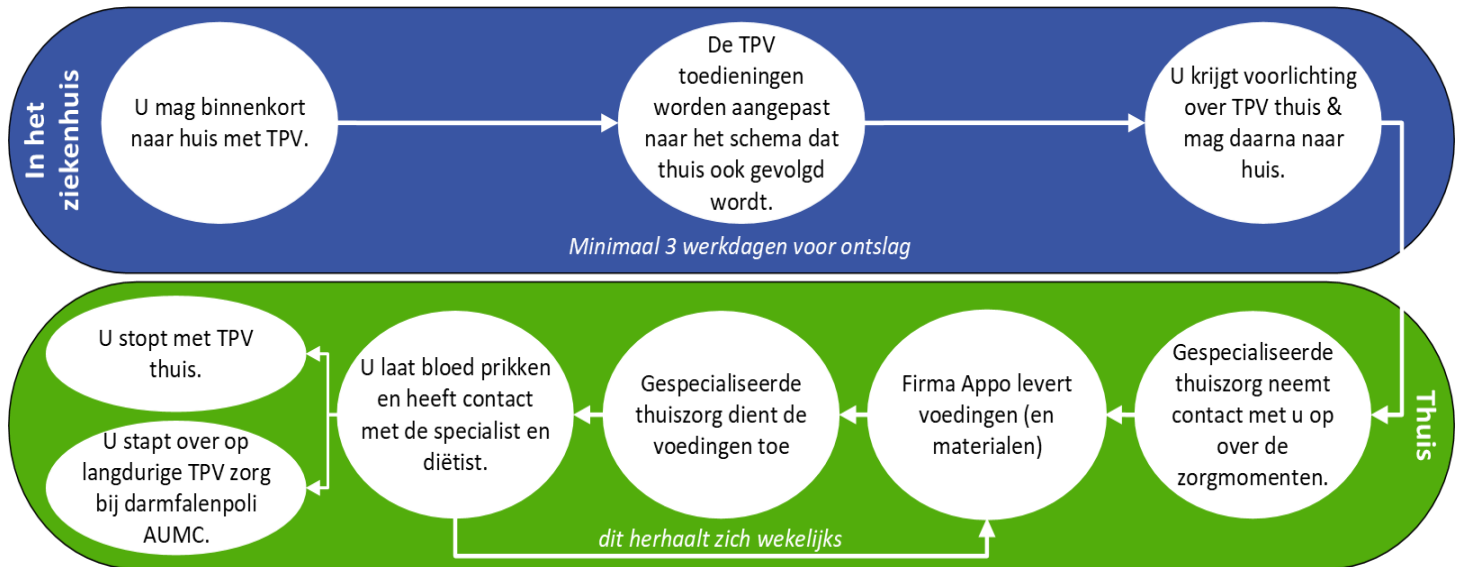 In het
ziekenhuis
U mag binnenkort
naar huis met TPV.
De TPV
toedieningen
worden aangepast
naar het schema dat
thuis ook gevolgd
wordt.
U krijgt voorlichting
over TPV thuis &
mag daarna naar
huis.
Minimaal 3 werkdagen voor ontslag
Thuis
Gespecialiseerde
thuiszorg neemt
contact met u op
over de
zorgmomenten.
Firma Appo levert
voedingen (en
materialen)
Gespecialiseerde
thuiszorg dient de
voedingen toe
U laat bloed prikken
en heeft contact
met de specialist en
diëtist.
U stopt met TPV
thuis.
U stapt over op
langdurige TPV zorg
bij darmfalenpoli
AUMC.
dit herhaalt zich wekelijks